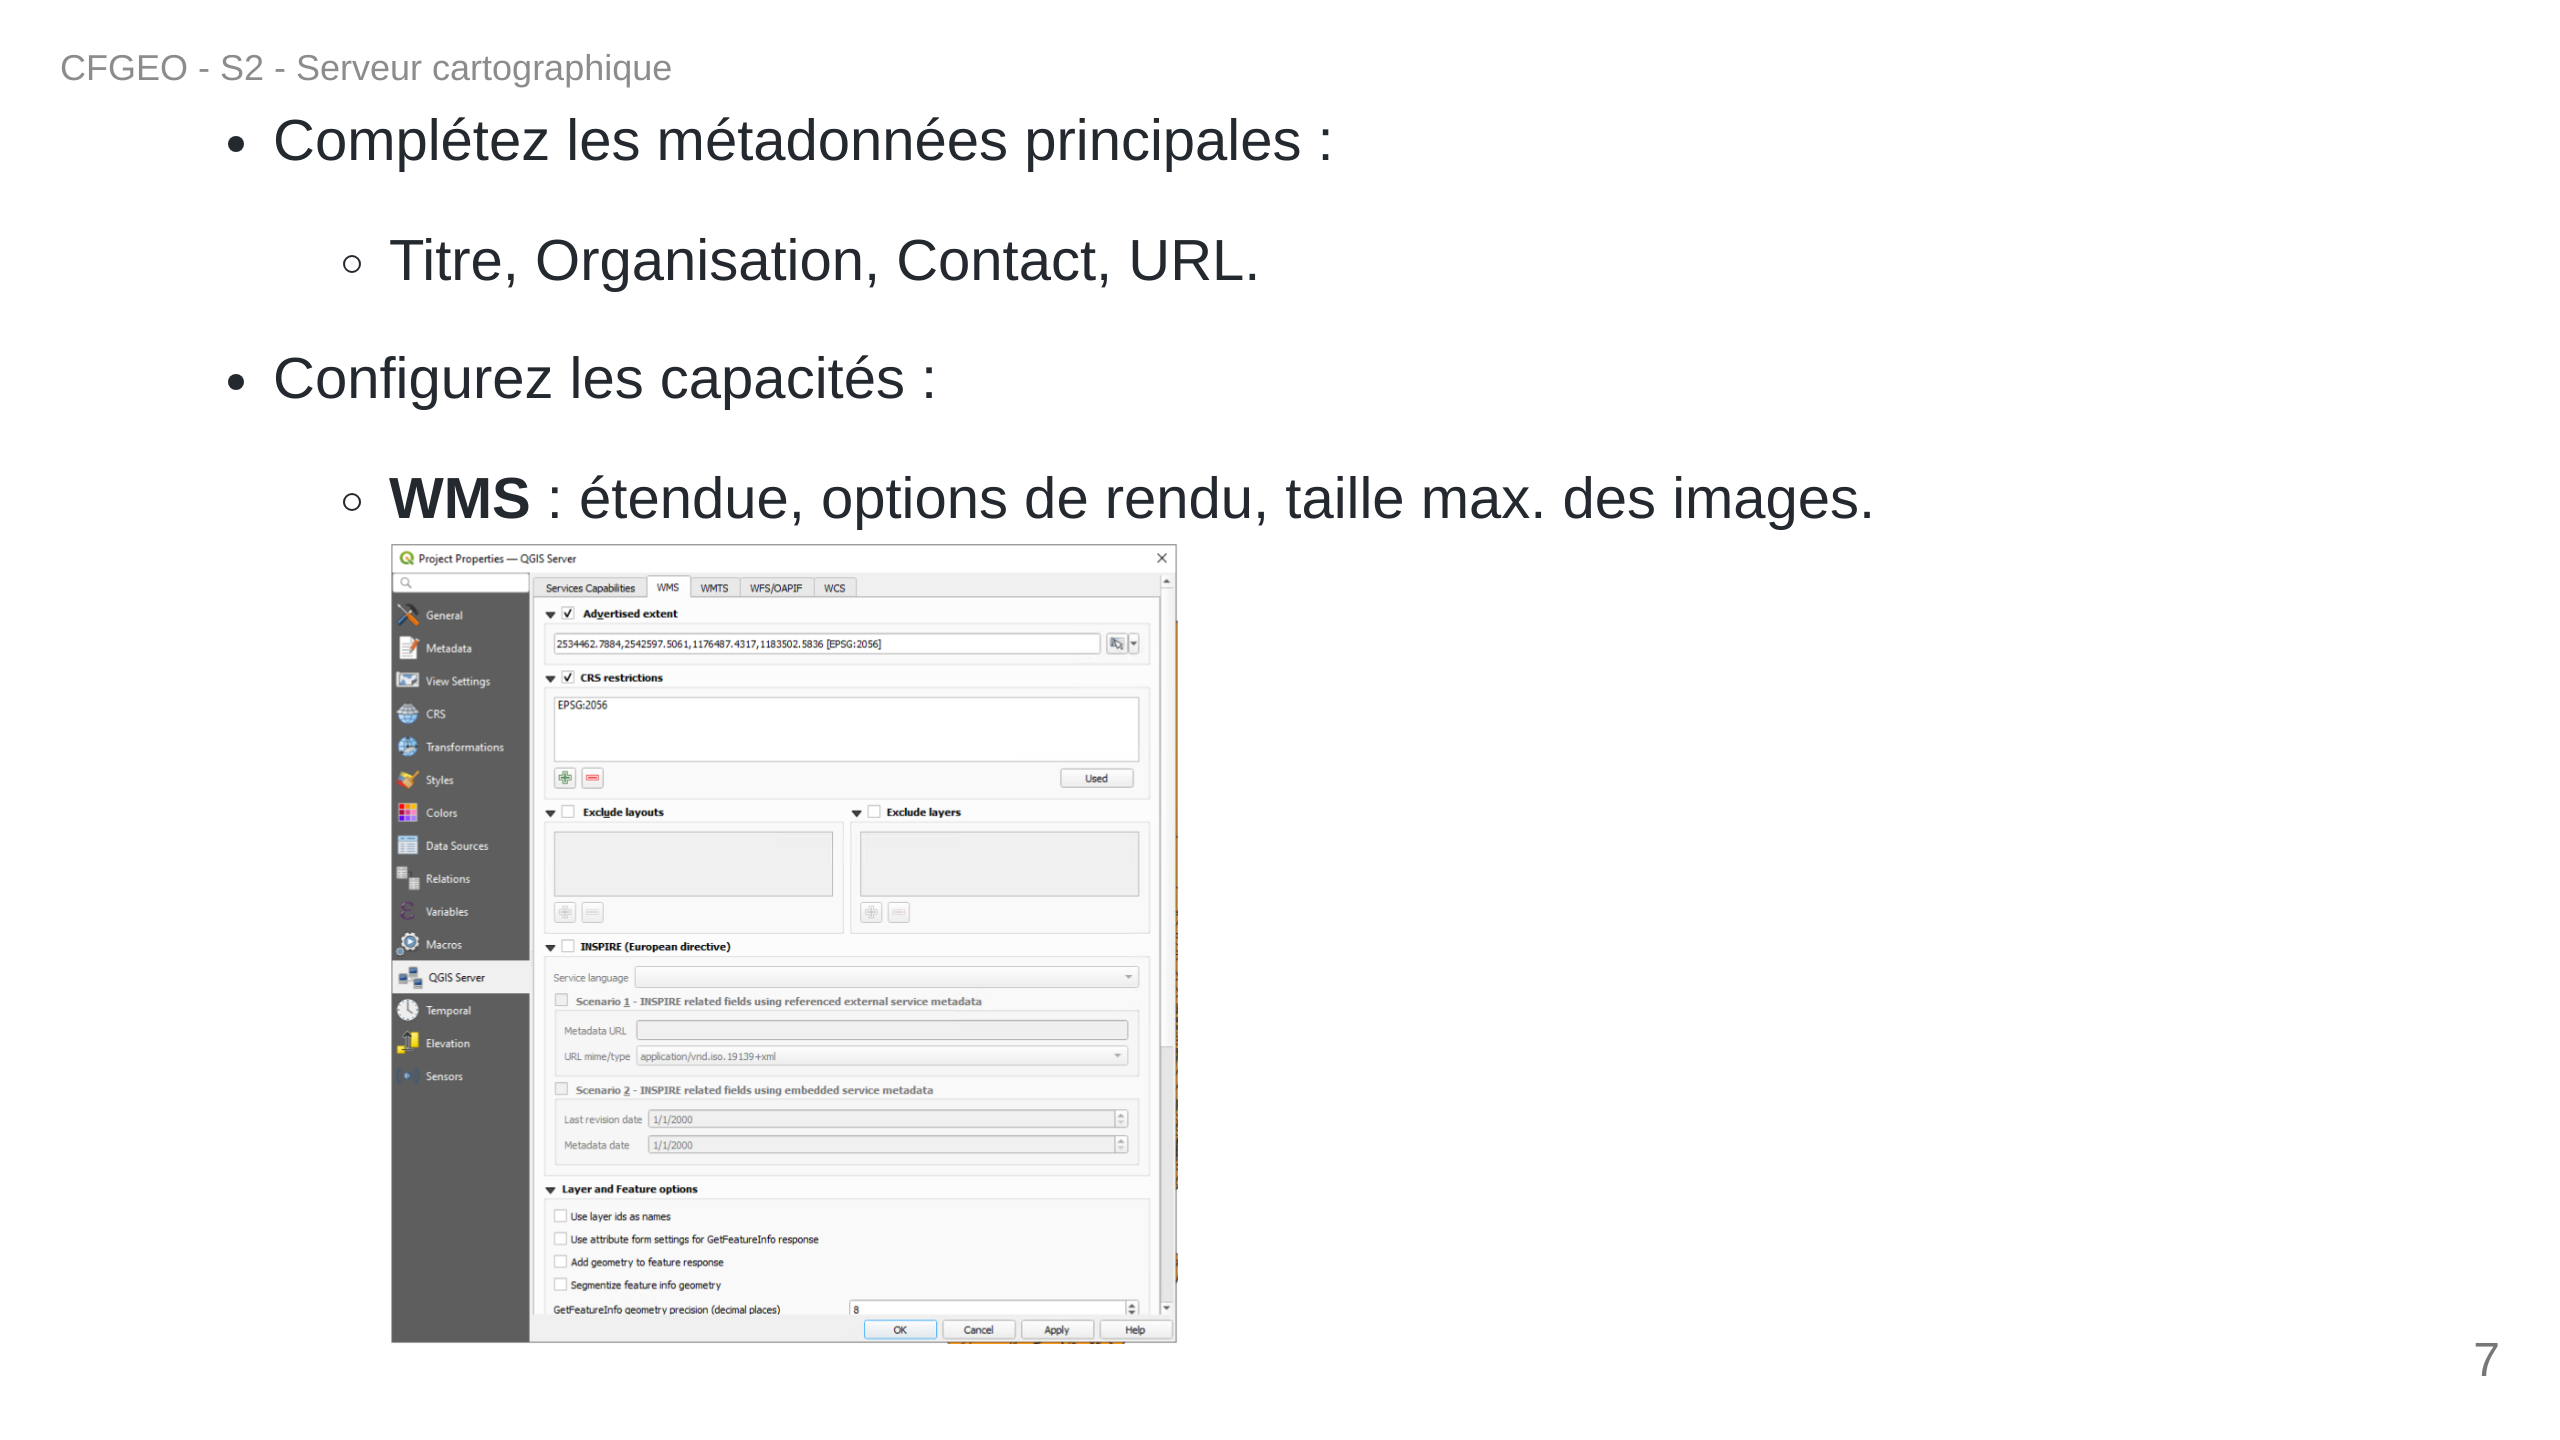 CFGEO - S2 - Serveur cartographique
• Complétez les métadonnées principales :
◦ Titre, Organisation, Contact, URL.
• Configurez les capacités :
◦ WMS : étendue, options de rendu, taille max. des images.
Project Properties — QGIS Server
General
Metadata
View Settings
CRS
Transformations
Styles
Colors
Data Sources
Relations
Variables
Macros
QGIS Server
Temporal
Elevation
Sensors
Services Capabilities WMS WMTS WFS/OAPIF WCS
Advertised extent
2534462.7884,2542597.5061,1176487.4317,1183502.5836 [EPSG:2056]
CRS restrictions
EPSG:2056
Used
Exclude layouts Exclude layers
INSPIRE (European directive)
Service language
Scenario 1 - INSPIRE related fields using referenced external service metadata
Metadata URL
URL mime/type application/vnd.iso.19139+xml
Scenario 2 - INSPIRE related fields using embedded service metadata
Last revision date 1/1/2000
Metadata date 1/1/2000
Layer and Feature options
Use layer ids as names
Use attribute form settings for GetFeatureInfo response
Add geometry to feature response
Segmentize feature info geometry
GetFeatureInfo geometry precision (decimal places) 8
OK Cancel Apply Help
7